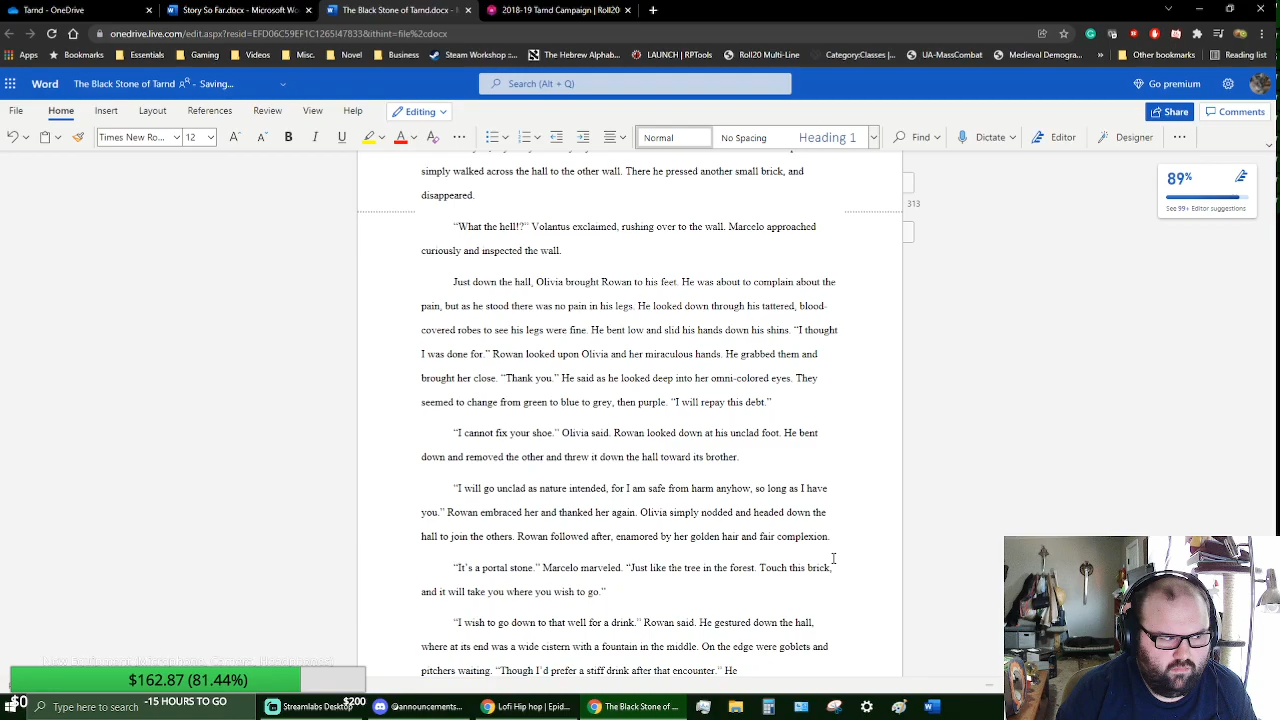 Tarnd - OneDrive
Story So Far.docx - Microsoft Wo
The Black Stone of Tarnd.docx -
2018-19 Tarnd Campaign | Roll20
onedrive.live.com/edit.aspx?resid=EFD06C59EF1C1265!47833&ithint=file%2cdocx
Apps
Bookmarks
Essentials
Gaming
Videos
Misc.
Novel
Business
Steam Workshop ::...
The Hebrew Alphab...
LAUNCH | RPTools
Roll20 Multi-Line
Category:Classes |...
UA-MassCombat
Medieval Demogra...
Other bookmarks
Reading list
Word
The Black Stone of Tarnd - Saving...
Search (Alt + Q)
Go premium
File
Home
Insert
Layout
References
Review
View
Help
Editing
Share
Comments
Times New Ro...
12
Normal
No Spacing
Heading 1
Find
Dictate
Editor
Designer
simply walked across the hall to the other wall. There he pressed another small brick, and
disappeared.
313
89%
See 99+ Editor suggestions
“What the hell!?” Volantus exclaimed, rushing over to the wall. Marcelo approached
curiously and inspected the wall.
Just down the hall, Olivia brought Rowan to his feet. He was about to complain about the
pain, but as he stood there was no pain in his legs. He looked down through his tattered, blood-
covered robes to see his legs were fine. He bent low and slid his hands down his shins. “I thought
I was done for.” Rowan looked upon Olivia and her miraculous hands. He grabbed them and
brought her close. “Thank you.” He said as he looked deep into her omni-colored eyes. They
seemed to change from green to blue to grey, then purple. “I will repay this debt.”
“I cannot fix your shoe.” Olivia said. Rowan looked down at his unclad foot. He bent
down and removed the other and threw it down the hall toward its brother.
“I will go unclad as nature intended, for I am safe from harm anyhow, so long as I have
you.” Rowan embraced her and thanked her again. Olivia simply nodded and headed down the
hall to join the others. Rowan followed after, enamored by her golden hair and fair complexion.
“It’s a portal stone.” Marcelo marveled. “Just like the tree in the forest. Touch this brick,
and it will take you where you wish to go.”
“I wish to go down to that well for a drink.” Rowan said. He gestured down the hall,
where at its end was a wide cistern with a fountain in the middle. On the edge were goblets and
pitchers waiting. “Though I’d prefer a stiff drink after that encounter.” He
$162.87 (81.44%)
$0
-15 HOURS TO GO
$200
Type here to search
Streamlabs Desktop
@announcements...
Lofi Hip hop | Epid...
The Black Stone of ...